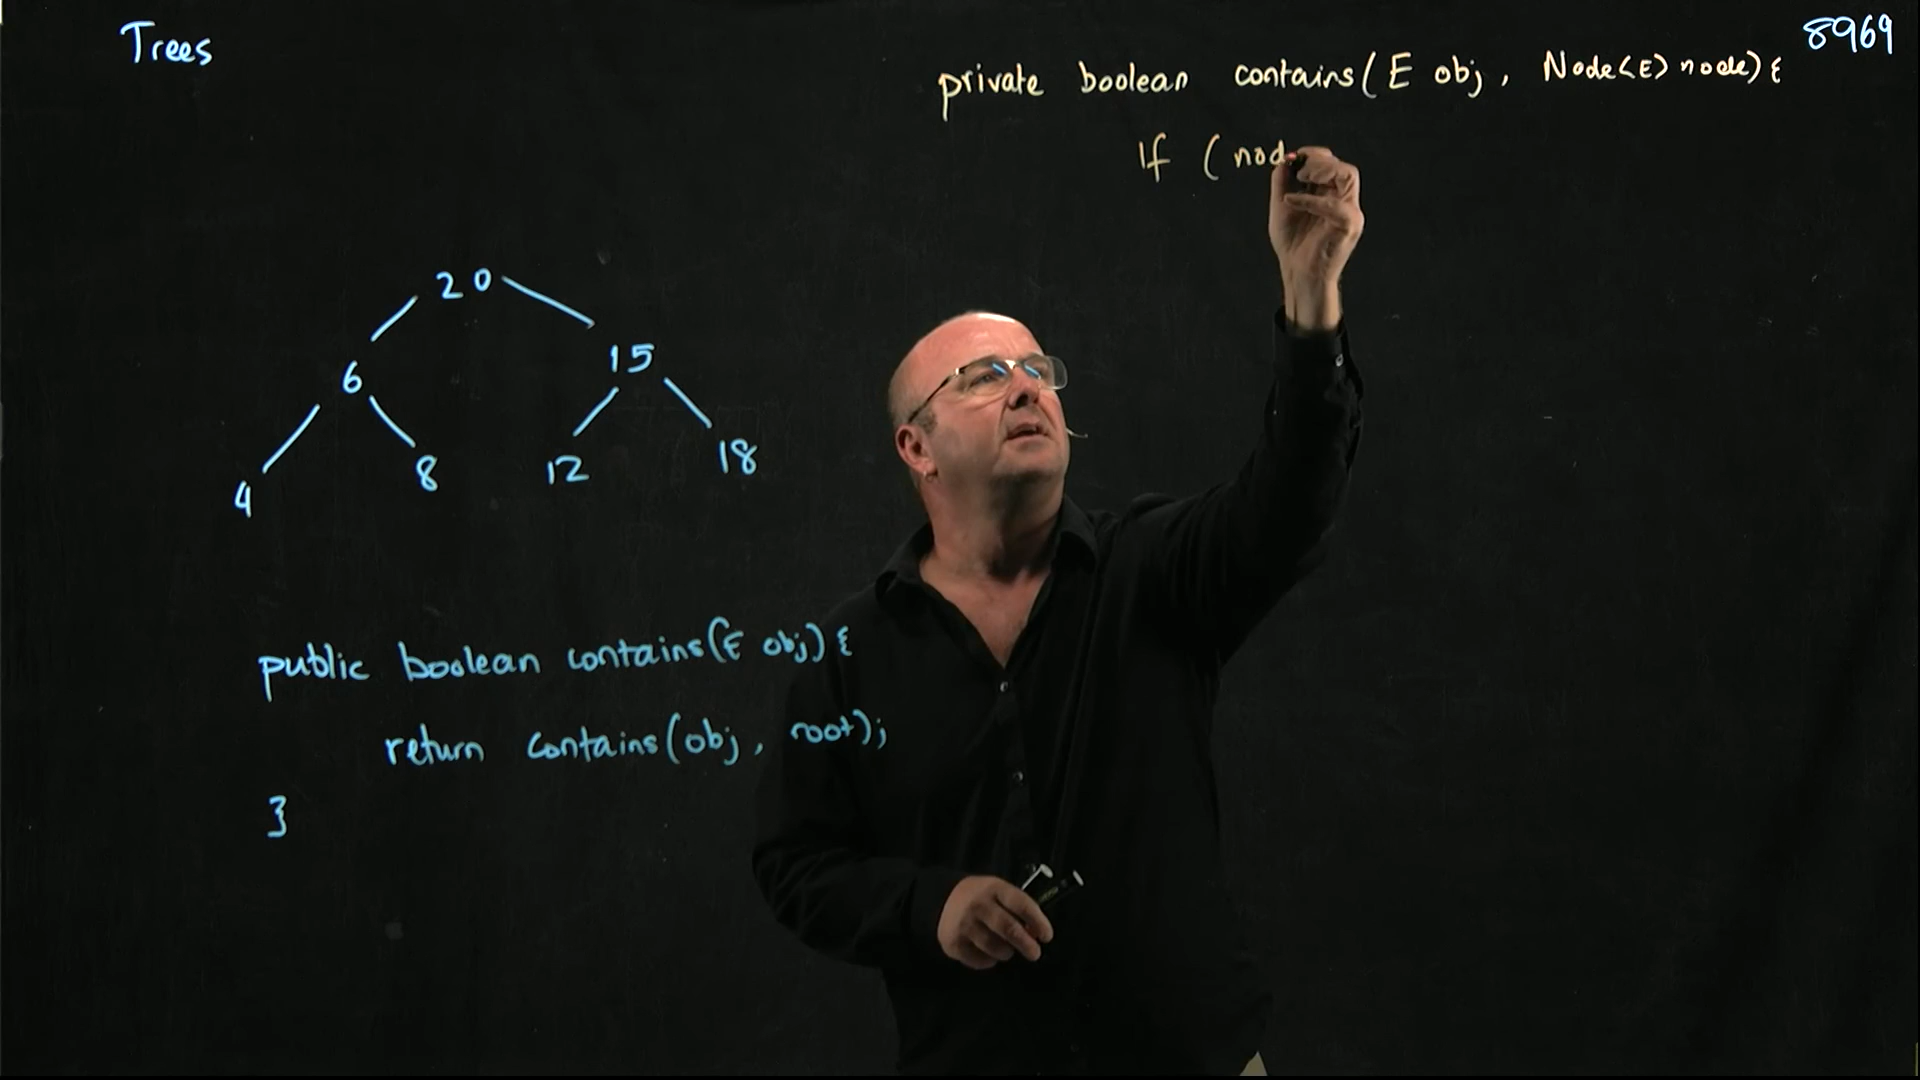 Trees
8969
private boolean contains(E obj, Node<E> node){
If (nod
20
6
15
4
8
12
18
public boolean contains(E obj){
return contains(obj, root);
}